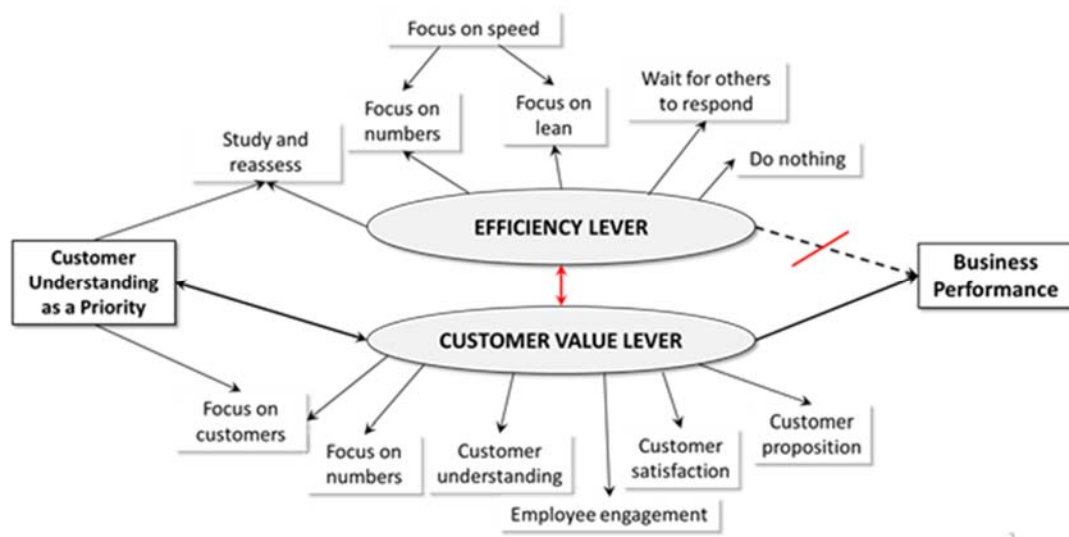 Focus on speed
Focus on
numbers
Focus on
lean
Wait for others
to respond
Study and
reassess
Do nothing
EFFICIENCY LEVER
Customer
Understanding
as a Priority
Business
Performance
CUSTOMER VALUE LEVER
Focus on
customers
Focus on
numbers
Customer
understanding
Employee engagement
Customer
satisfaction
Customer
proposition